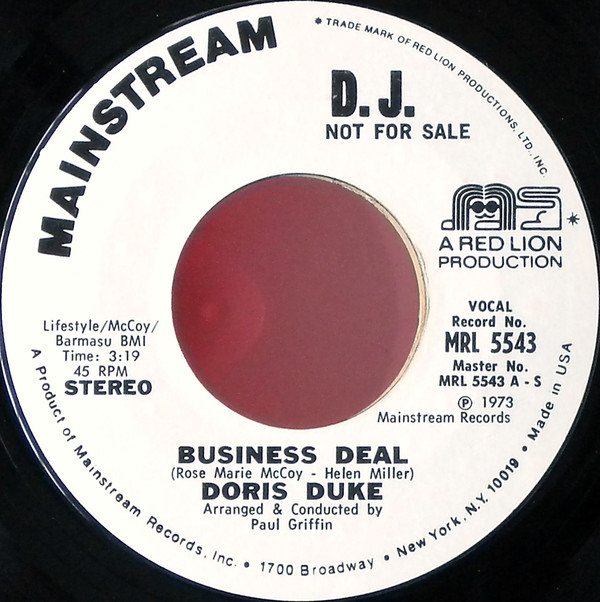 MAINSTREAM
* TRADE MARK OF RED LION PRODUCTIONS, LTD., INC.
D.J.
NOT FOR SALE
MS *
A RED LION
PRODUCTION
VOCAL
Record No.
MRL 5543
Master No.
MRL 5543 A - S
℗ 1973
Mainstream Records
Lifestyle/McCoy/
Barmasu BMI
Time: 3:19
45 RPM
STEREO
BUSINESS DEAL
(Rose Marie McCoy - Helen Miller)
DORIS DUKE
Arranged & Conducted by
Paul Griffin
A Product of Mainstream Records, Inc. • 1700 Broadway • New York, N.Y. 10019 • Made in USA